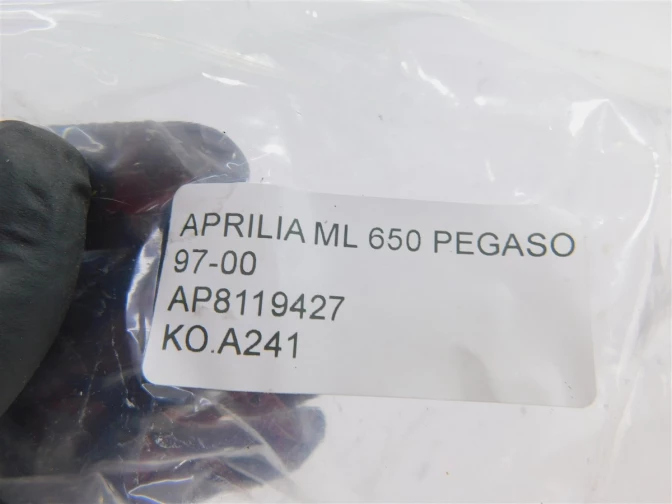 APRILIA ML 650 PEGASO
97-00
AP8119427
KO.A241